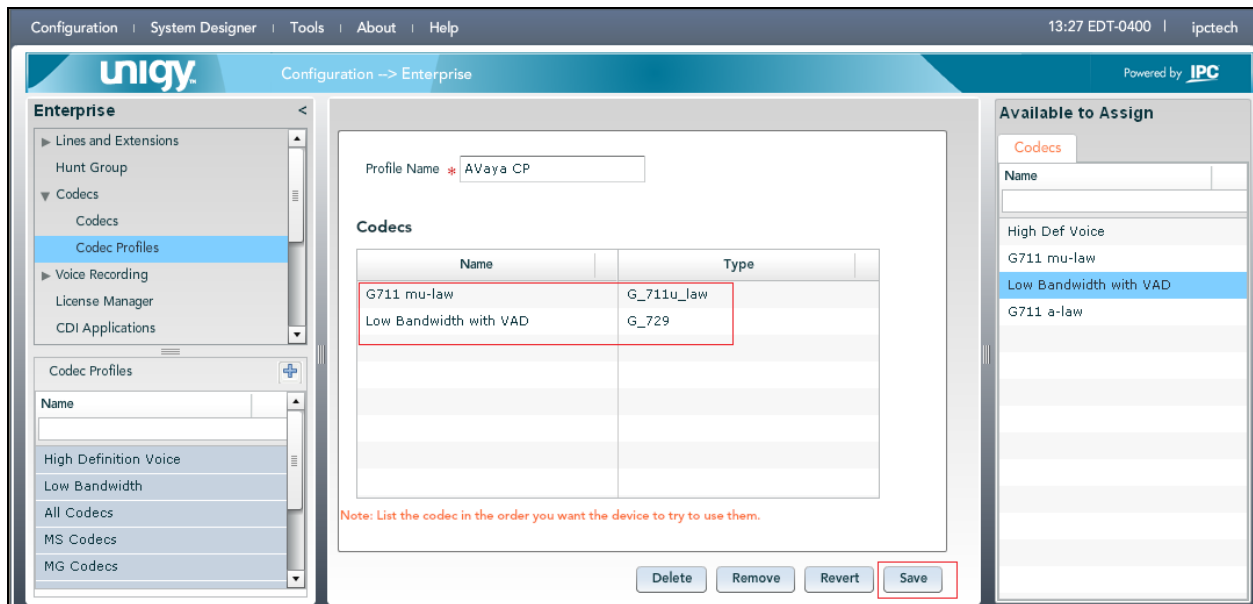 Configuration System Designer Tools About Help 13:27 EDT-0400 ipctech
unigy Configuration --> Enterprise Powered by IPC
Enterprise <
Lines and Extensions
Hunt Group
Codecs
Codecs
Codec Profiles
Voice Recording
License Manager
CDI Applications
Codec Profiles
Name
High Definition Voice
Low Bandwidth
All Codecs
MS Codecs
MG Codecs
Profile Name * AVaya CP
Codecs
Name Type
G711 mu-law G_711u_law
Low Bandwidth with VAD G_729
Note: List the codec in the order you want the device to try to use them.
Delete Remove Revert Save
Available to Assign
Codecs
Name
High Def Voice
G711 mu-law
Low Bandwidth with VAD
G711 a-law